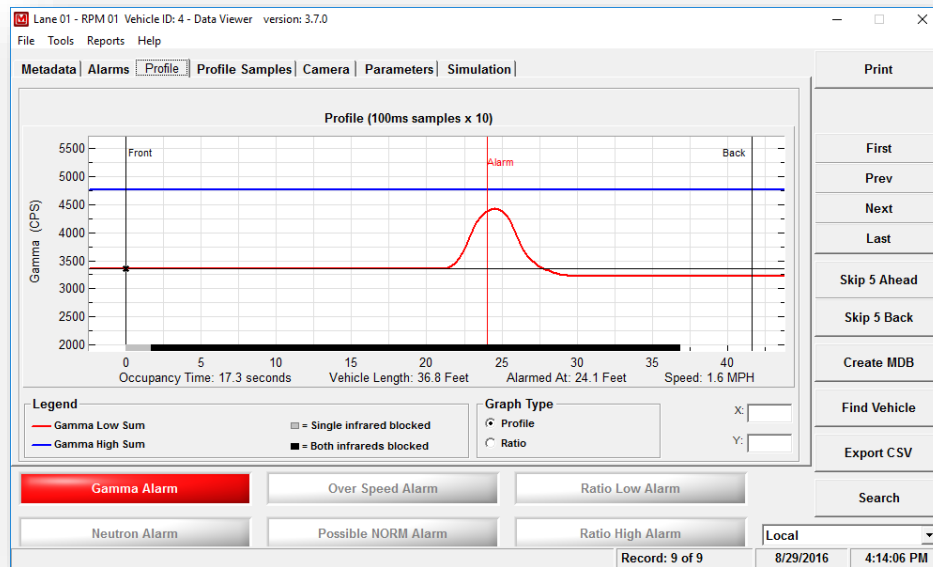 Lane 01 - RPM 01 Vehicle ID: 4 - Data Viewer version: 3.7.0
File Tools Reports Help
Metadata Alarms Profile Profile Samples Camera Parameters Simulation
Profile (100ms samples x 10)
Gamma (CPS)
5500
5000
4500
4000
3500
3000
2500
2000
Front
Alarm
Back
0 5 10 15 20 25 30 35 40
Occupancy Time: 17.3 seconds Vehicle Length: 36.8 Feet Alarmed At: 24.1 Feet Speed: 1.6 MPH
Legend
Gamma Low Sum
= Single infrared blocked
Gamma High Sum
= Both infrareds blocked
Graph Type
Profile
Ratio
X:
Y:
Print
First
Prev
Next
Last
Skip 5 Ahead
Skip 5 Back
Create MDB
Find Vehicle
Export CSV
Search
Gamma Alarm Over Speed Alarm Ratio Low Alarm
Neutron Alarm Possible NORM Alarm Ratio High Alarm
Local
Record: 9 of 9 8/29/2016 4:14:06 PM